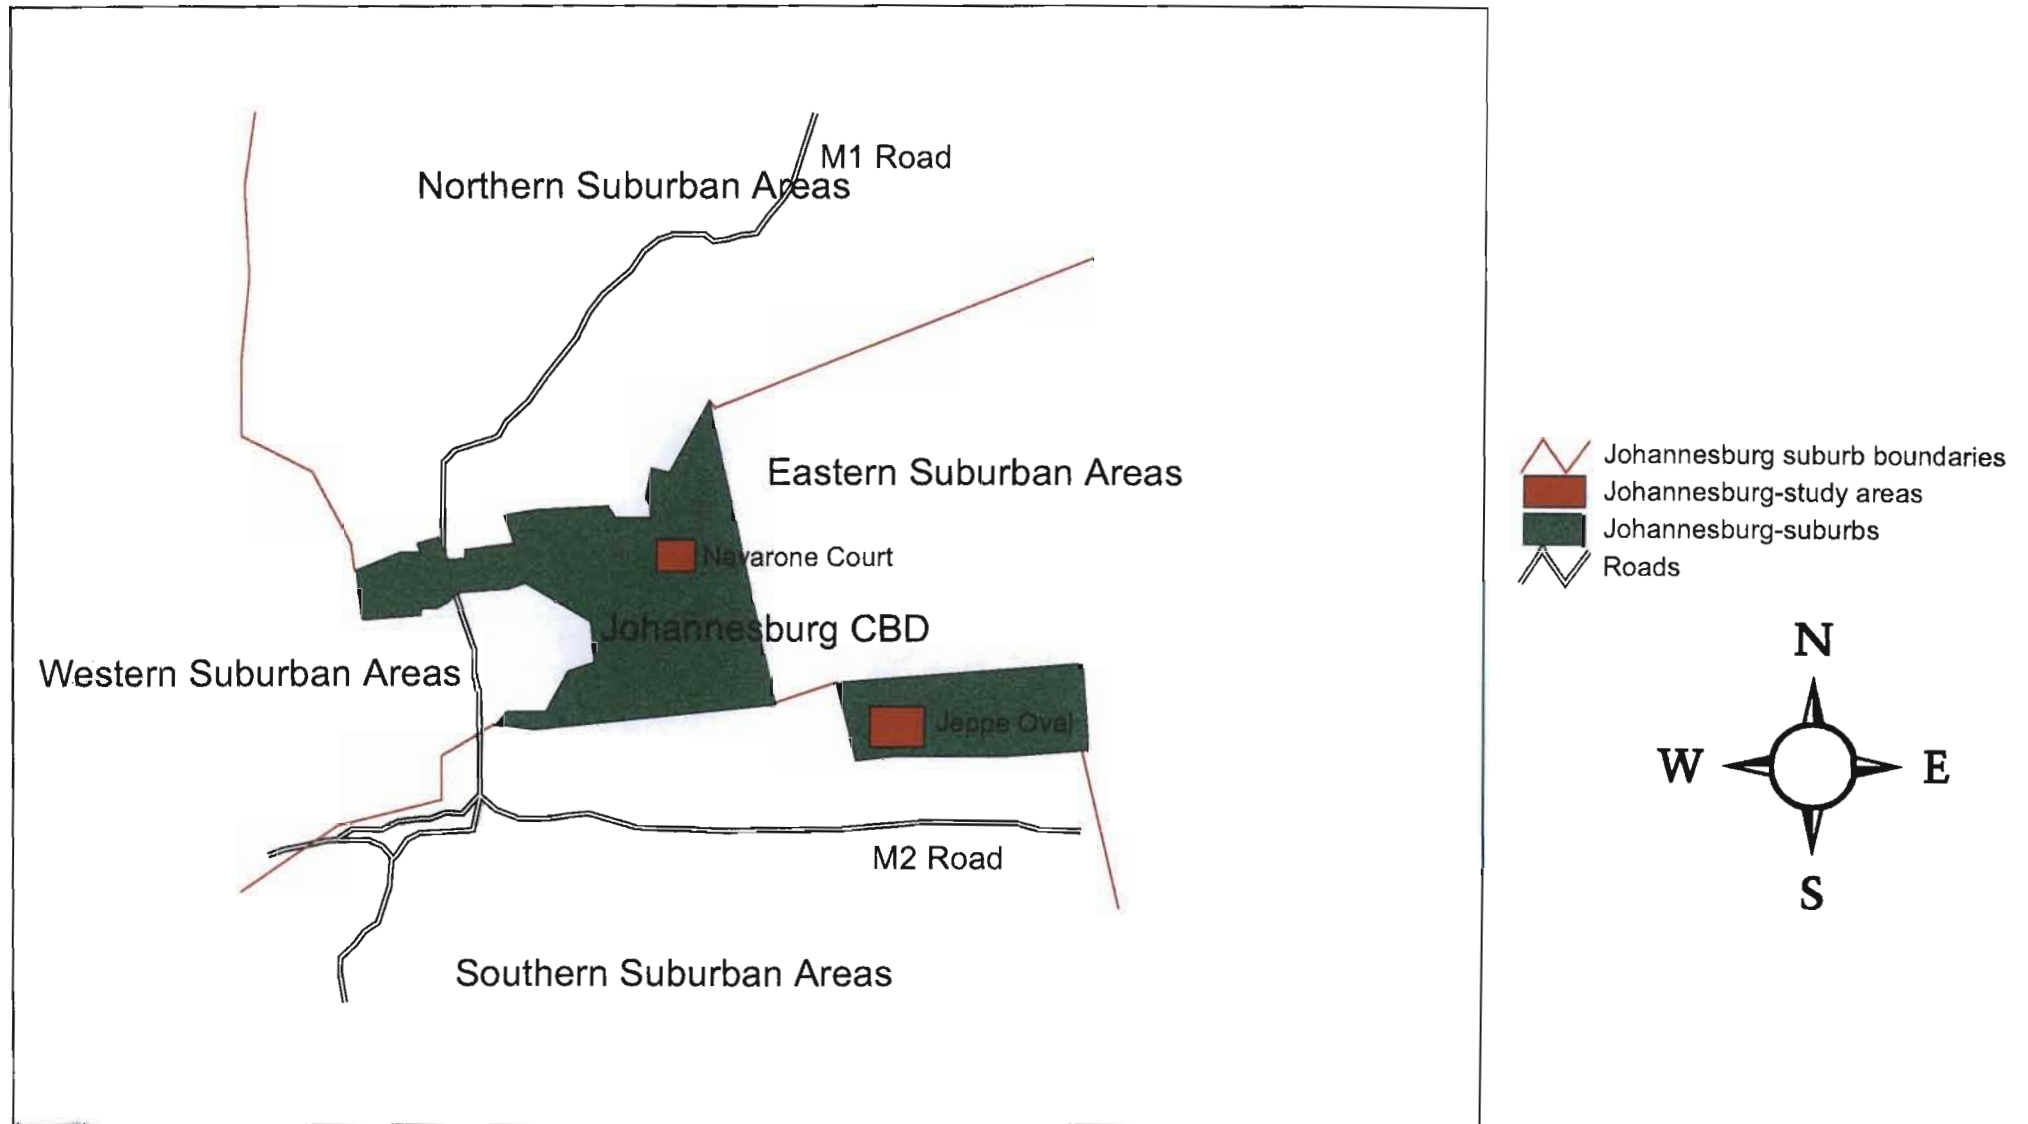 M1 Road
Northern Suburban Areas
Eastern Suburban Areas
Navarone Court
Johannesburg CBD
Western Suburban Areas
Jeppe Oval
M2 Road
Southern Suburban Areas
Johannesburg suburb boundaries
Johannesburg-study areas
Johannesburg-suburbs
Roads
N
W
E
S